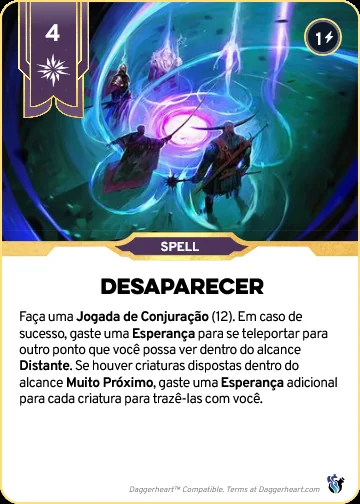 4
1
SPELL
DESAPARECER
Faça uma Jogada de Conjuração (12). Em caso de
sucesso, gaste uma Esperança para se teleportar para
outro ponto que você possa ver dentro do alcance
Distante. Se houver criaturas dispostas dentro do
alcance Muito Próximo, gaste uma Esperança adicional
para cada criatura para trazê-las com você.
Daggerheart™ Compatible. Terms at Daggerheart.com